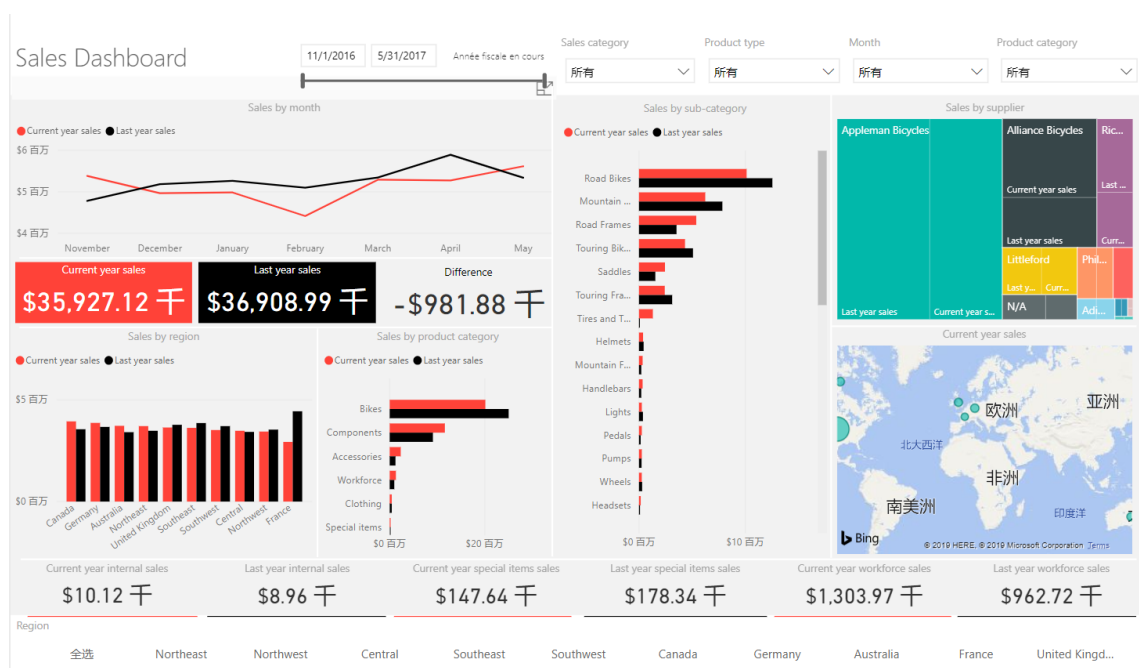 Sales Dashboard
11/1/2016 5/31/2017 Année fiscale en cours
Sales category Product type Month Product category
所有 所有 所有 所有
Sales by month
Current year sales Last year sales
$6 百万
$5 百万
$4 百万
November December January February March April May
Current year sales
$35,927.12 千
Last year sales
$36,908.99 千
Difference
-$981.88 千
Sales by region
Current year sales Last year sales
$5 百万
$0 百万
Canada Germany Australia Northeast United Kingdom Southeast Southwest Central Northwest France
Sales by product category
Current year sales Last year sales
Bikes
Components
Accessories
Workforce
Clothing
Special items
$0 百万 $20 百万
Sales by sub-category
Current year sales Last year sales
Road Bikes
Mountain ...
Road Frames
Touring Bik...
Saddles
Touring Fra...
Tires and T...
Helmets
Mountain F...
Handlebars
Lights
Pedals
Pumps
Wheels
Headsets
$0 百万 $10 百万
Sales by supplier
Appleman Bicycles
Last year sales Current year s...
Alliance Bicycles
Current year sales
Last year sales
Ric...
Last ...
Curr...
Littleford
Last y... Curr...
Phil...
N/A
Adi...
Current year sales
欧洲
亚洲
北大西洋
非洲
南美洲
印度洋
Bing
© 2019 HERE, © 2019 Microsoft Corporation Terms
Current year internal sales
$10.12 千
Last year internal sales
$8.96 千
Current year special items sales
$147.64 千
Last year special items sales
$178.34 千
Current year workforce sales
$1,303.97 千
Last year workforce sales
$962.72 千
Region
全选 Northeast Northwest Central Southeast Southwest Canada Germany Australia France United Kingd...